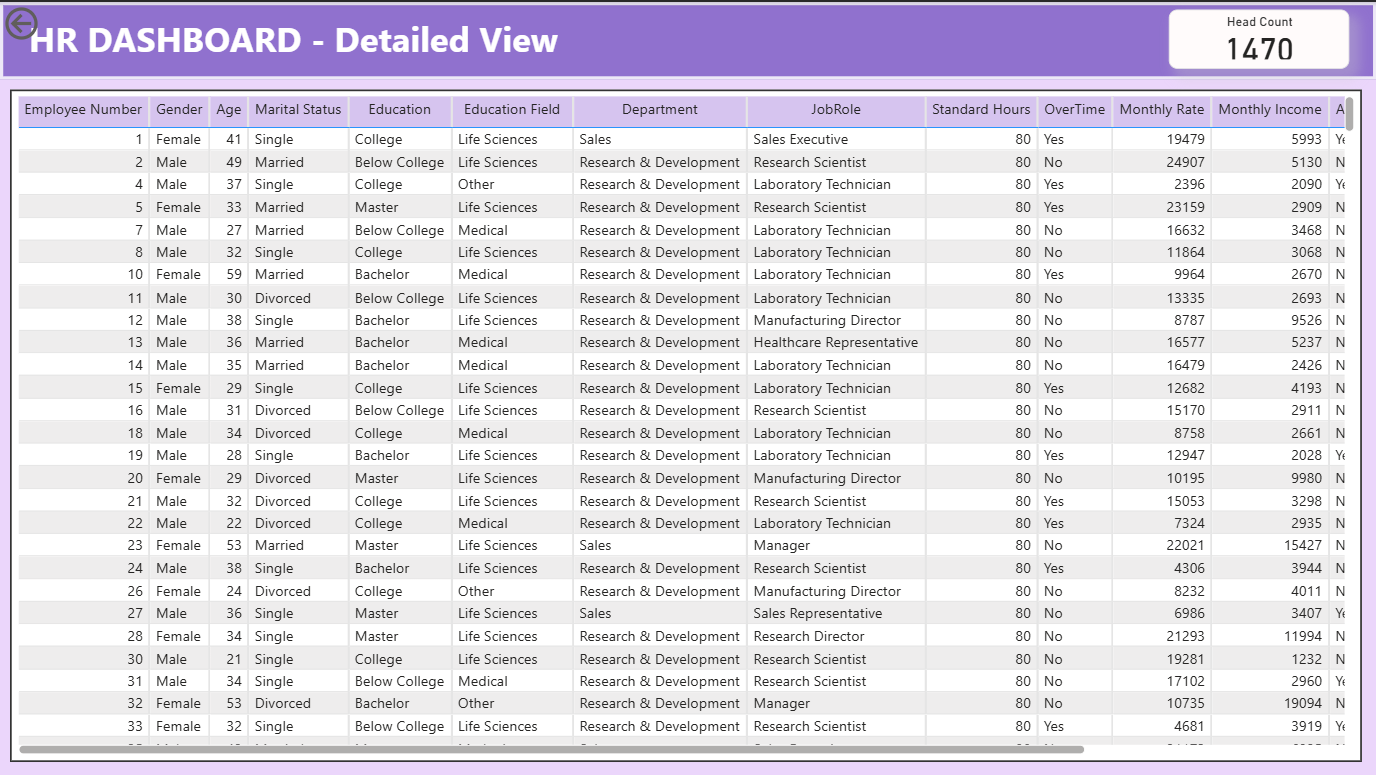 Head Count
HR DASHBOARD - Detailed View
1470
Employee Number Gender Age Marital Status Education Education Field Department JobRole Standard Hours OverTime Monthly Rate Monthly Income A
1 Female 41 Single College Life Sciences Sales Sales Executive 80 Yes 19479 5993 Ye
2 Male 49 Married Below College Life Sciences Research & Development Research Scientist 80 No 24907 5130 N
4 Male 37 Single College Other Research & Development Laboratory Technician 80 Yes 2396 2090 Ye
5 Female 33 Married Master Life Sciences Research & Development Research Scientist 80 Yes 23159 2909 N
7 Male 27 Married Below College Medical Research & Development Laboratory Technician 80 No 16632 3468 N
8 Male 32 Single College Life Sciences Research & Development Laboratory Technician 80 No 11864 3068 N
10 Female 59 Married Bachelor Medical Research & Development Laboratory Technician 80 Yes 9964 2670 N
11 Male 30 Divorced Below College Life Sciences Research & Development Laboratory Technician 80 No 13335 2693 N
12 Male 38 Single Bachelor Life Sciences Research & Development Manufacturing Director 80 No 8787 9526 N
13 Male 36 Married Bachelor Medical Research & Development Healthcare Representative 80 No 16577 5237 N
14 Male 35 Married Bachelor Medical Research & Development Laboratory Technician 80 No 16479 2426 N
15 Female 29 Single College Life Sciences Research & Development Laboratory Technician 80 Yes 12682 4193 N
16 Male 31 Divorced Below College Life Sciences Research & Development Research Scientist 80 No 15170 2911 N
18 Male 34 Divorced College Medical Research & Development Laboratory Technician 80 No 8758 2661 N
19 Male 28 Single Bachelor Life Sciences Research & Development Laboratory Technician 80 Yes 12947 2028 Ye
20 Female 29 Divorced Master Life Sciences Research & Development Manufacturing Director 80 No 10195 9980 N
21 Male 32 Divorced College Life Sciences Research & Development Research Scientist 80 Yes 15053 3298 N
22 Male 22 Divorced College Medical Research & Development Laboratory Technician 80 Yes 7324 2935 N
23 Female 53 Married Master Life Sciences Sales Manager 80 No 22021 15427 N
24 Male 38 Single Bachelor Life Sciences Research & Development Research Scientist 80 Yes 4306 3944 N
26 Female 24 Divorced College Other Research & Development Manufacturing Director 80 No 8232 4011 N
27 Male 36 Single Master Life Sciences Sales Sales Representative 80 No 6986 3407 Ye
28 Female 34 Single Master Life Sciences Research & Development Research Director 80 No 21293 11994 N
30 Male 21 Single College Life Sciences Research & Development Research Scientist 80 No 19281 1232 N
31 Male 34 Single Below College Medical Research & Development Research Scientist 80 No 17102 2960 Ye
32 Female 53 Divorced Bachelor Other Research & Development Manager 80 No 10735 19094 N
33 Female 32 Single Below College Life Sciences Research & Development Research Scientist 80 Yes 4681 3919 Ye